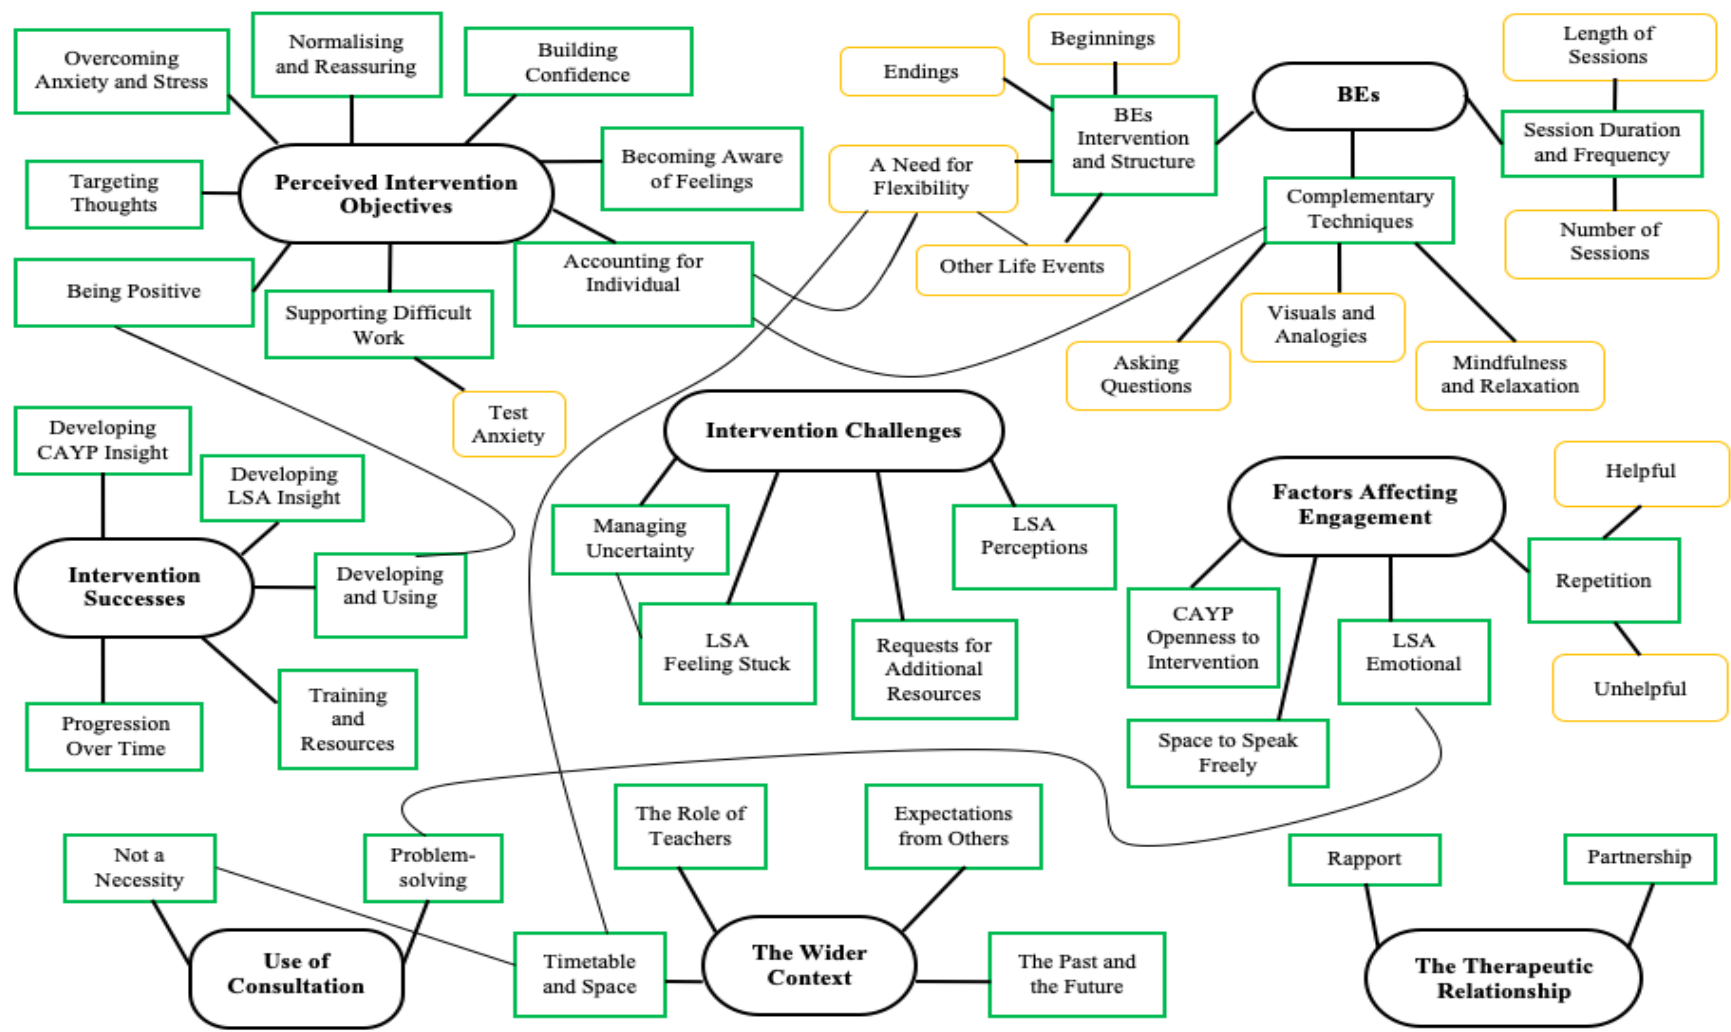 Overcoming
Anxiety and Stress
Normalising
and Reassuring
Building
Confidence
Targeting
Thoughts
Perceived Intervention
Objectives
Becoming Aware
of Feelings
Being Positive
Supporting Difficult
Work
Accounting for
Individual
Test
Anxiety
Beginnings
Endings
BEs
Intervention
and Structure
A Need for
Flexibility
Other Life Events
BEs
Length of
Sessions
Session Duration
and Frequency
Number of
Sessions
Complementary
Techniques
Asking
Questions
Visuals and
Analogies
Mindfulness
and Relaxation
Developing
CAYP Insight
Developing
LSA Insight
Intervention
Successes
Developing
and Using
Progression
Over Time
Training
and
Resources
Intervention Challenges
Managing
Uncertainty
LSA
Feeling Stuck
Requests for
Additional
Resources
LSA
Perceptions
Factors Affecting
Engagement
Helpful
Repetition
Unhelpful
CAYP
Openness to
Intervention
LSA
Emotional
Space to Speak
Freely
Not a
Necessity
Problem-
solving
Use of
Consultation
The Role of
Teachers
Expectations
from Others
Timetable
and Space
The Wider
Context
The Past and
the Future
Rapport
Partnership
The Therapeutic
Relationship